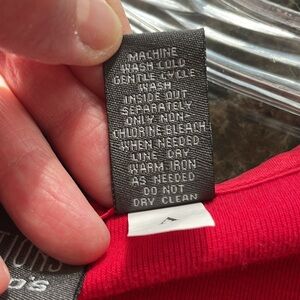 MACHINE
WASH COLD
GENTLE CYCLE
WASH
INSIDE OUT
SEPARATELY
ONLY NON-
CHLORINE BLEACH
WHEN NEEDED
LINE DRY
WARM IRON
AS NEEDED
DO NOT
DRY CLEAN